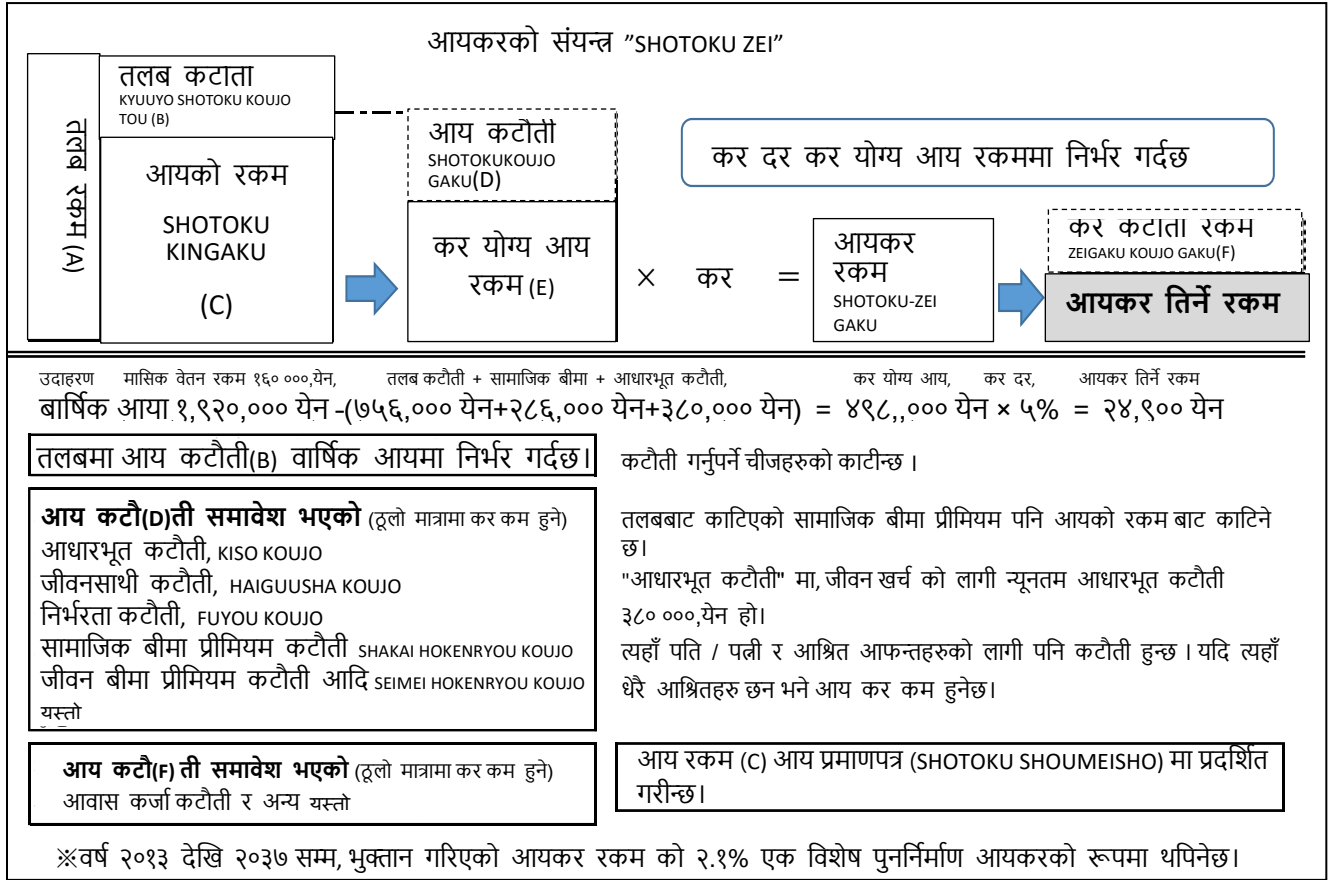 आयकरको संयन्त्र "SHOTOKU ZEI"
तलब रकम (A)
तलब कटौती
KYUUYO SHOTOKU KOUJO
TOU (B)
आयको रकम
SHOTOKU
KINGAKU
(C)
आय कटौती
SHOTOKUKOUJO
GAKU(D)
कर योग्य आय
रकम (E)
कर दर कर योग्य आय रकममा निर्भर गर्दछ
× कर =
आयकर
रकम
SHOTOKU-ZEI
GAKU
कर कटौती रकम
ZEIGAKU KOUJO GAKU(F)
आयकर तिर्ने रकम
उदाहरण मासिक वेतन रकम १६० ०००,येन, तलब कटौती + सामाजिक बीमा + आधारभूत कटौती, कर योग्य आय, कर दर, आयकर तिर्ने रकम
बार्षिक आया १,९२०,००० येन -(७५६,००० येन+२८६,००० येन+३८०,००० येन) = ४९८,,००० येन × ५% = २४,९०० येन
तलबमा आय कटौती(B) वार्षिक आयमा निर्भर गर्दछ।
कटौती गर्नुपर्ने चीजहरुको काटीन्छ ।
आय कटौ(D)ती समावेश भएको (ठूलो मात्रामा कर कम हुने)
आधारभूत कटौती, KISO KOUJO
जीवनसाथी कटौती, HAIGUUSHA KOUJO
निर्भरता कटौती, FUYOU KOUJO
सामाजिक बीमा प्रीमियम कटौती SHAKAI HOKENRYOU KOUJO
जीवन बीमा प्रीमियम कटौती आदि SEIMEI HOKENRYOU KOUJO
यस्तो
तलबबाट काटिएको सामाजिक बीमा प्रीमियम पनि आयको रकम बाट काटिने
छ।
"आधारभूत कटौती" मा, जीवन खर्च को लागी न्यूनतम आधारभूत कटौती
३८० ०००,येन हो।
त्यहाँ पति / पत्नी र आश्रित आफन्तहरुको लागी पनि कटौती हुन्छ । यदि त्यहाँ
धेरै आश्रितहरु छन भने आय कर कम हुनेछ।
आय कटौ(F) ती समावेश भएको (ठूलो मात्रामा कर कम हुने)
आवास कर्जा कटौती र अन्य यस्तो
आय रकम (C) आय प्रमाणपत्र (SHOTOKU SHOUMEISHO) मा प्रदर्शित
गरीन्छ।
※वर्ष २०१३ देखि २०३७ सम्म, भुक्तान गरिएको आयकर रकम को २.१% एक विशेष पुनर्निर्माण आयकरको रूपमा थपिनेछ।